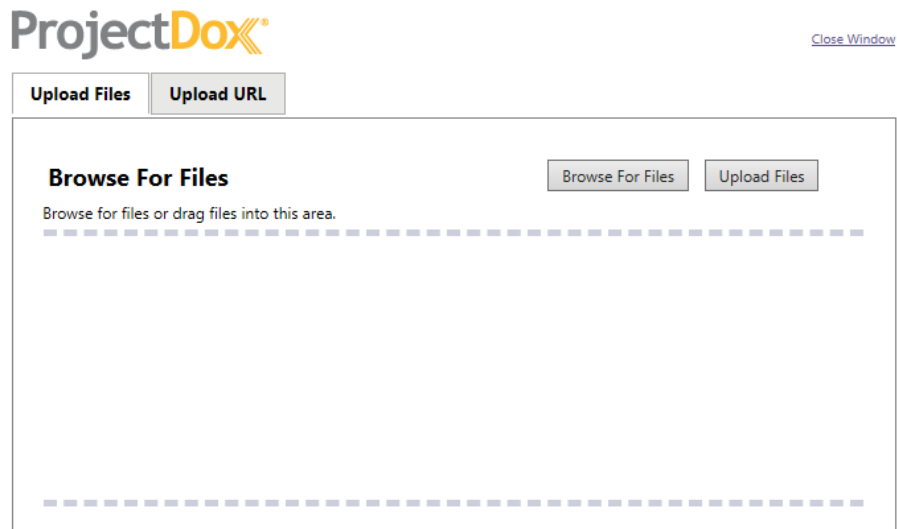 ProjectDox®
Close Window
Upload Files
Upload URL
Browse For Files
Browse For Files
Upload Files
Browse for files or drag files into this area.